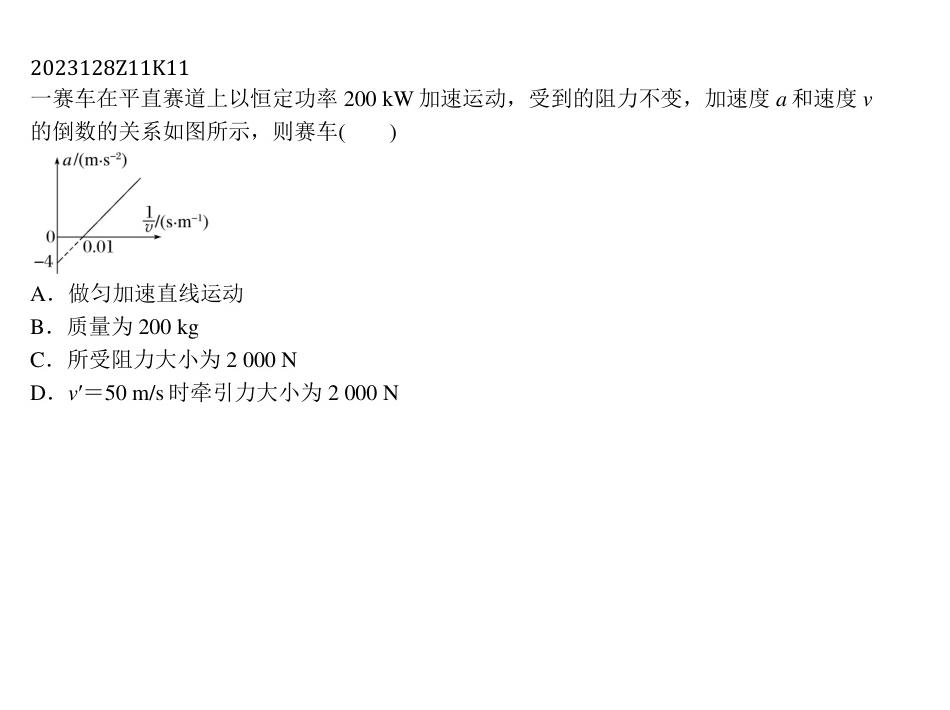 2023128Z11K11
一赛车在平直赛道上以恒定功率 200 kW 加速运动，受到的阻力不变，加速度 a 和速度 v
的倒数的关系如图所示，则赛车(　　)
a/(m·s⁻²)
1/v/(s·m⁻¹)
0
0.01
−4
A．做匀加速直线运动
B．质量为 200 kg
C．所受阻力大小为 2 000 N
D．v′＝50 m/s 时牵引力大小为 2 000 N